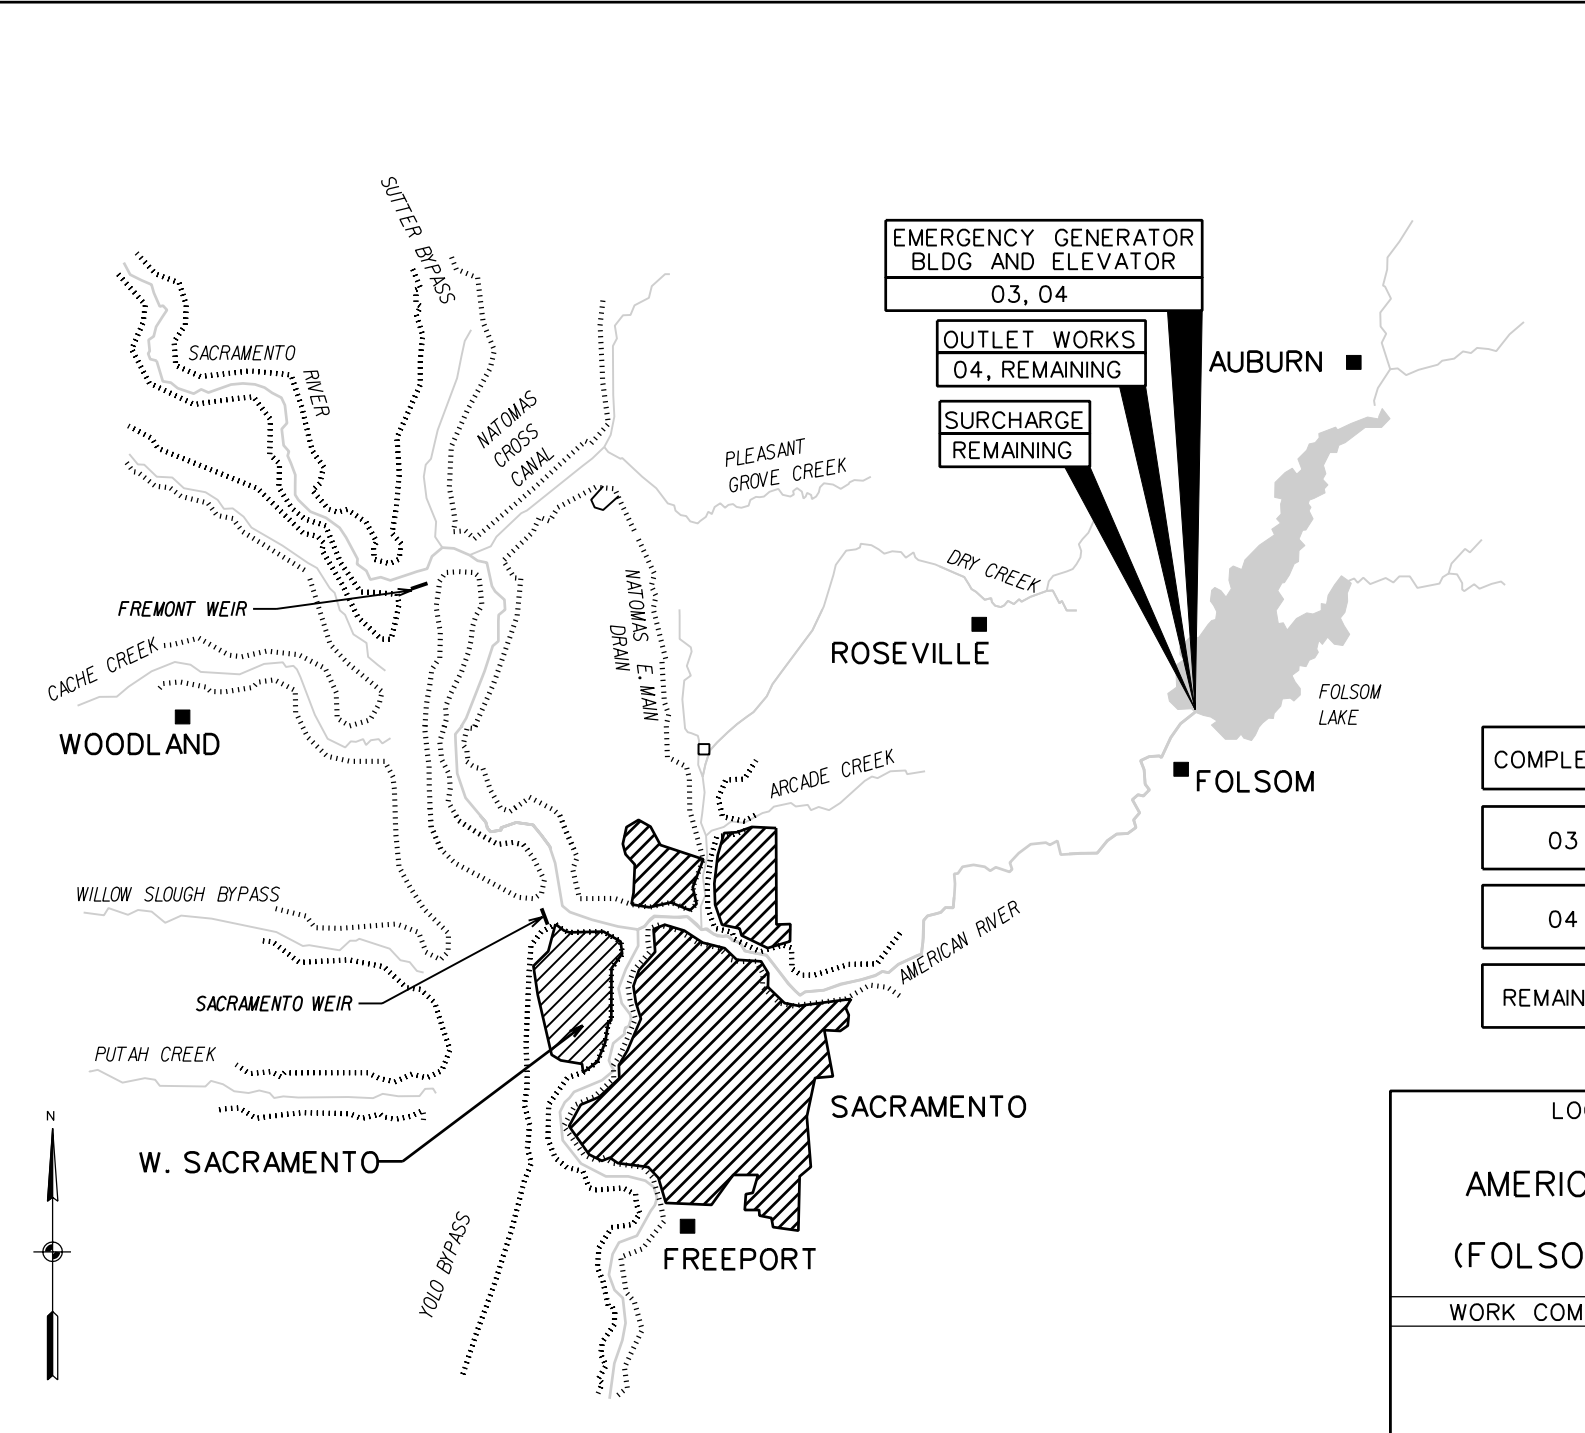 SUTTER BYPASS
EMERGENCY GENERATOR
BLDG AND ELEVATOR
03, 04
OUTLET WORKS
04, REMAINING
SURCHARGE
REMAINING
AUBURN
SACRAMENTO
RIVER
NATOMAS
CROSS
CANAL
PLEASANT
GROVE CREEK
DRY CREEK
FREMONT WEIR
NATOMAS E. MAIN
DRAIN
ROSEVILLE
CACHE CREEK
WOODLAND
FOLSOM
LAKE
FOLSOM
ARCADE CREEK
COMPLE
03
04
REMAIN
WILLOW SLOUGH BYPASS
AMERICAN RIVER
SACRAMENTO WEIR
PUTAH CREEK
N
SACRAMENTO
W. SACRAMENTO
YOLO BYPASS
FREEPORT
LOC
AMERIC
(FOLSO
WORK COM